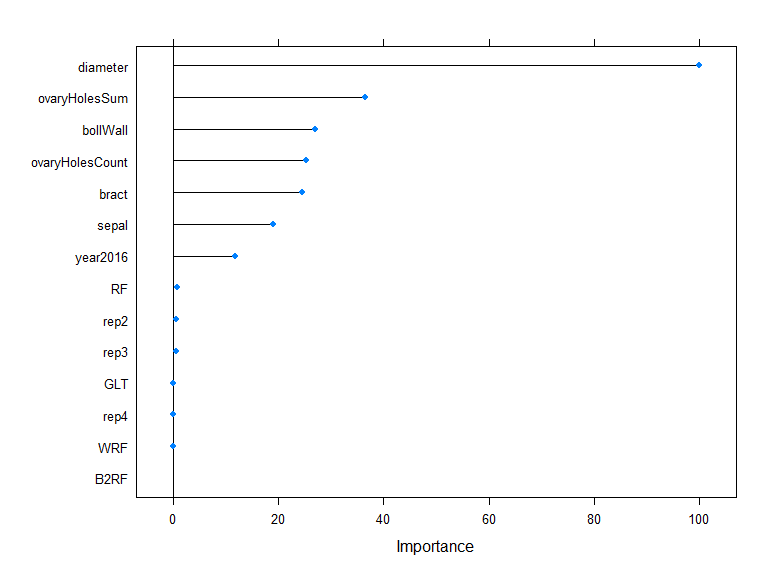 diameter
ovaryHolesSum
bollWall
ovaryHolesCount
bract
sepal
year2016
RF
rep2
rep3
GLT
rep4
WRF
B2RF
0 20 40 60 80 100
Importance